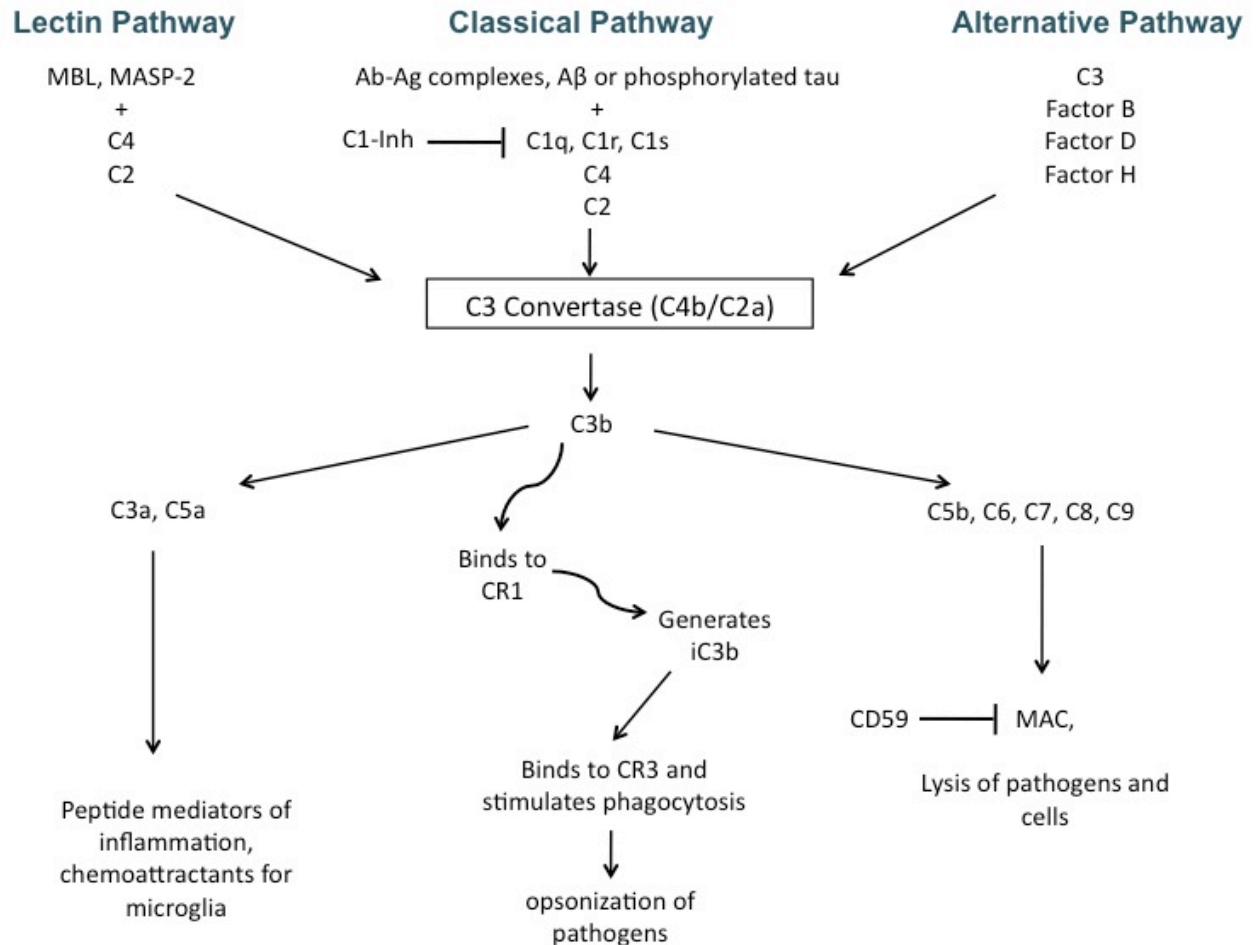 Lectin Pathway
Classical Pathway
Alternative Pathway
MBL, MASP-2
+
C4
C2
Ab-Ag complexes, Aβ or phosphorylated tau
+
C1-Inh
C1q, C1r, C1s
C4
C2
C3
Factor B
Factor D
Factor H
C3 Convertase (C4b/C2a)
C3b
C3a, C5a
C5b, C6, C7, C8, C9
Binds to
CR1
Generates
iC3b
CD59
MAC,
Lysis of pathogens and
cells
Binds to CR3 and
stimulates phagocytosis
Peptide mediators of
inflammation,
chemoattractants for
microglia
opsonization of
pathogens